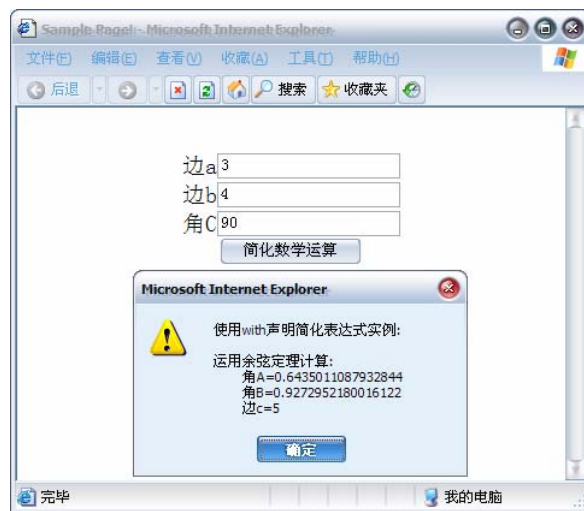 Sample Page! - Microsoft Internet Explorer
文件(F) 编辑(E) 查看(V) 收藏(A) 工具(T) 帮助(H)
后退 搜索 收藏夹
边a 3
边b 4
角C 90
简化数学运算
Microsoft Internet Explorer
使用with声明简化表达式实例:
运用余弦定理计算:
角A=0.6435011087932844
角B=0.9272952180016122
边c=5
确定
完毕 我的电脑